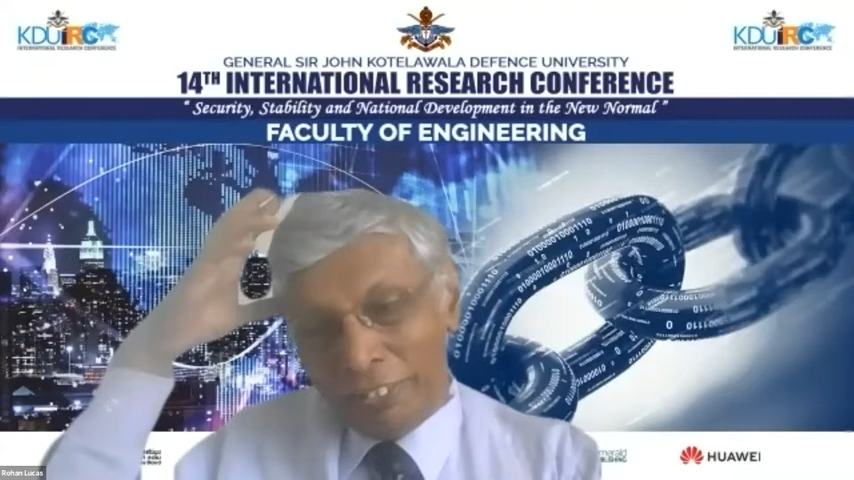 KDUIRC
INTERNATIONAL RESEARCH CONFERENCE
KDUIRC
INTERNATIONAL RESEARCH CONFERENCE
GENERAL SIR JOHN KOTELAWALA DEFENCE UNIVERSITY
14TH INTERNATIONAL RESEARCH CONFERENCE
“ Security, Stability and National Development in the New Normal ”
FACULTY OF ENGINEERING
HUAWEI
Rohan Lucas